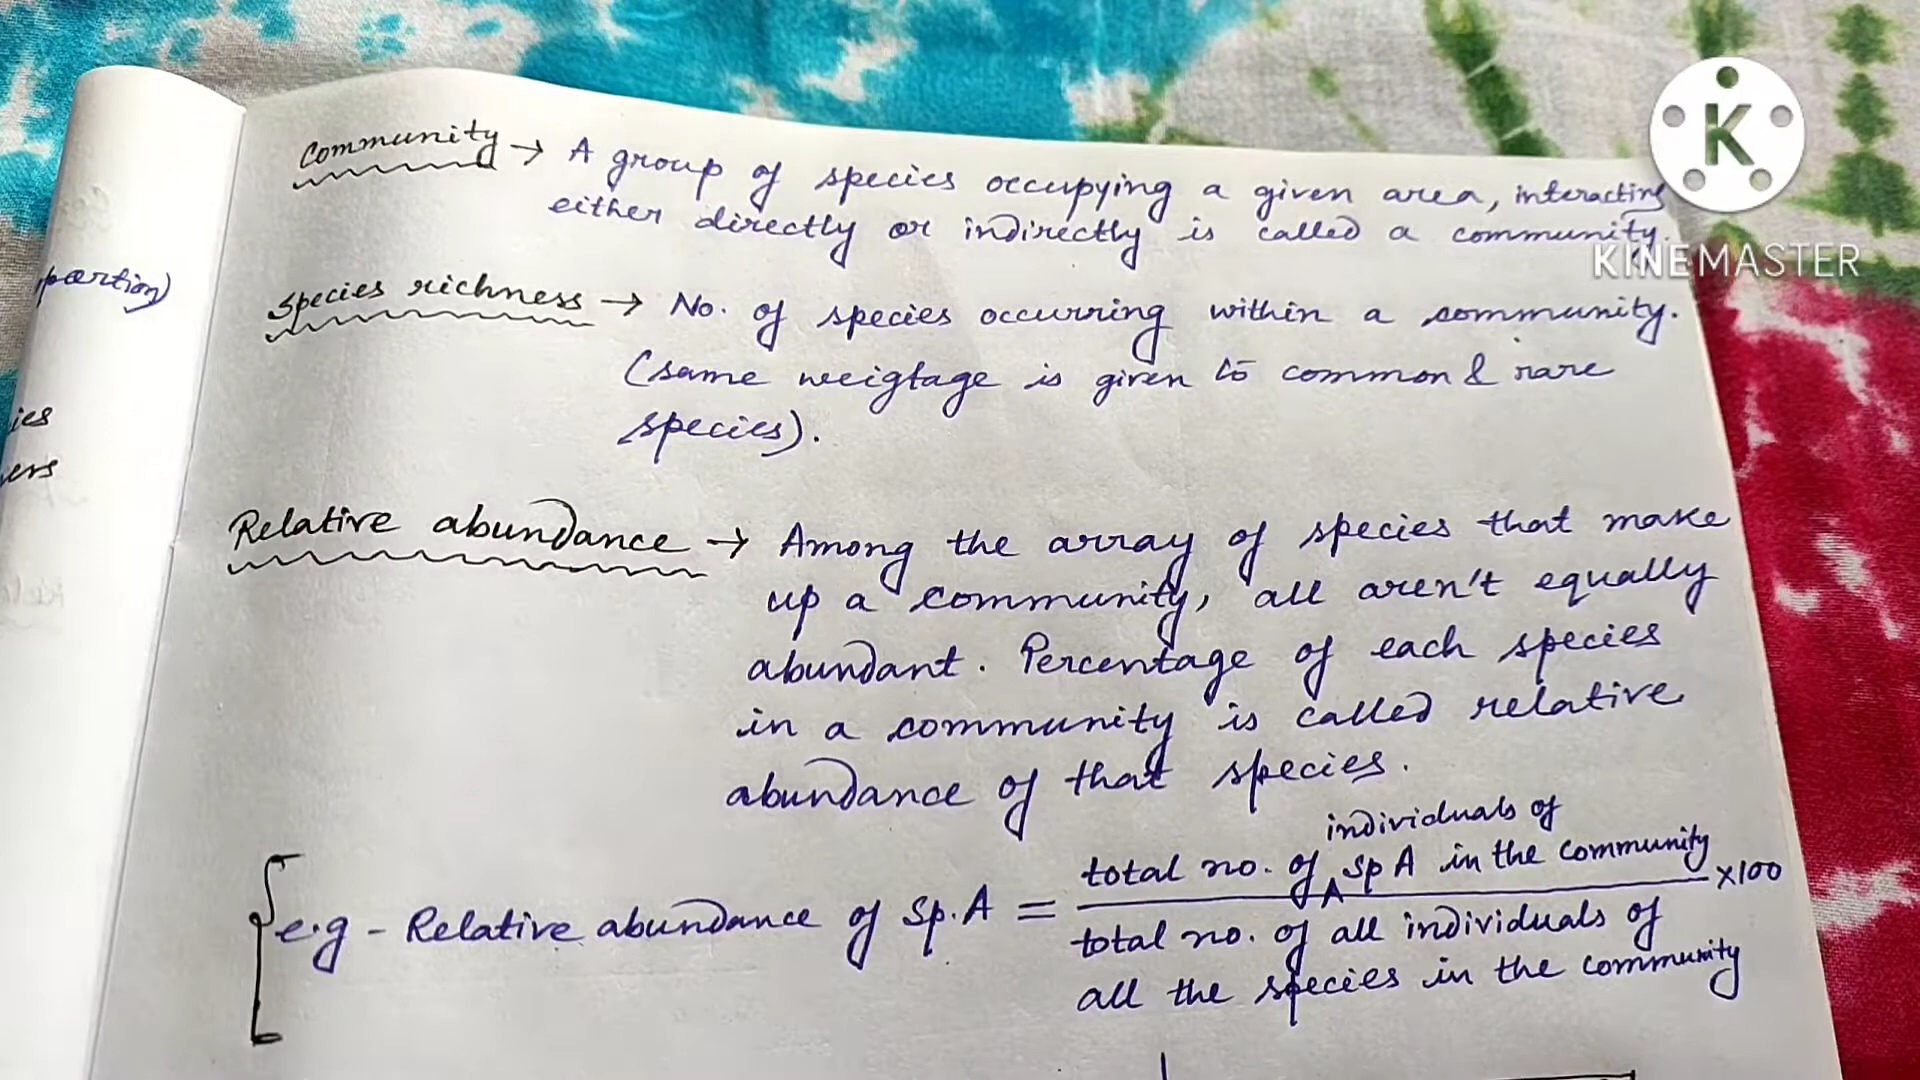 Community → A group of species occupying a given area, interacting
either directly or indirectly is called a community.
Species richness → No. of species occurring within a community.
(same weigtage is given to common & rare
species).
Relative abundance → Among the array of species that make
up a community, all aren't equally
abundant. Percentage of each species
in a community is called relative
abundance of that species.
individuals of
total no. of ∧ Sp A in the community
e.g - Relative abundance of Sp. A = ×100
total no. of all individuals of
all the species in the community
ies
ers
K
KINEMASTER